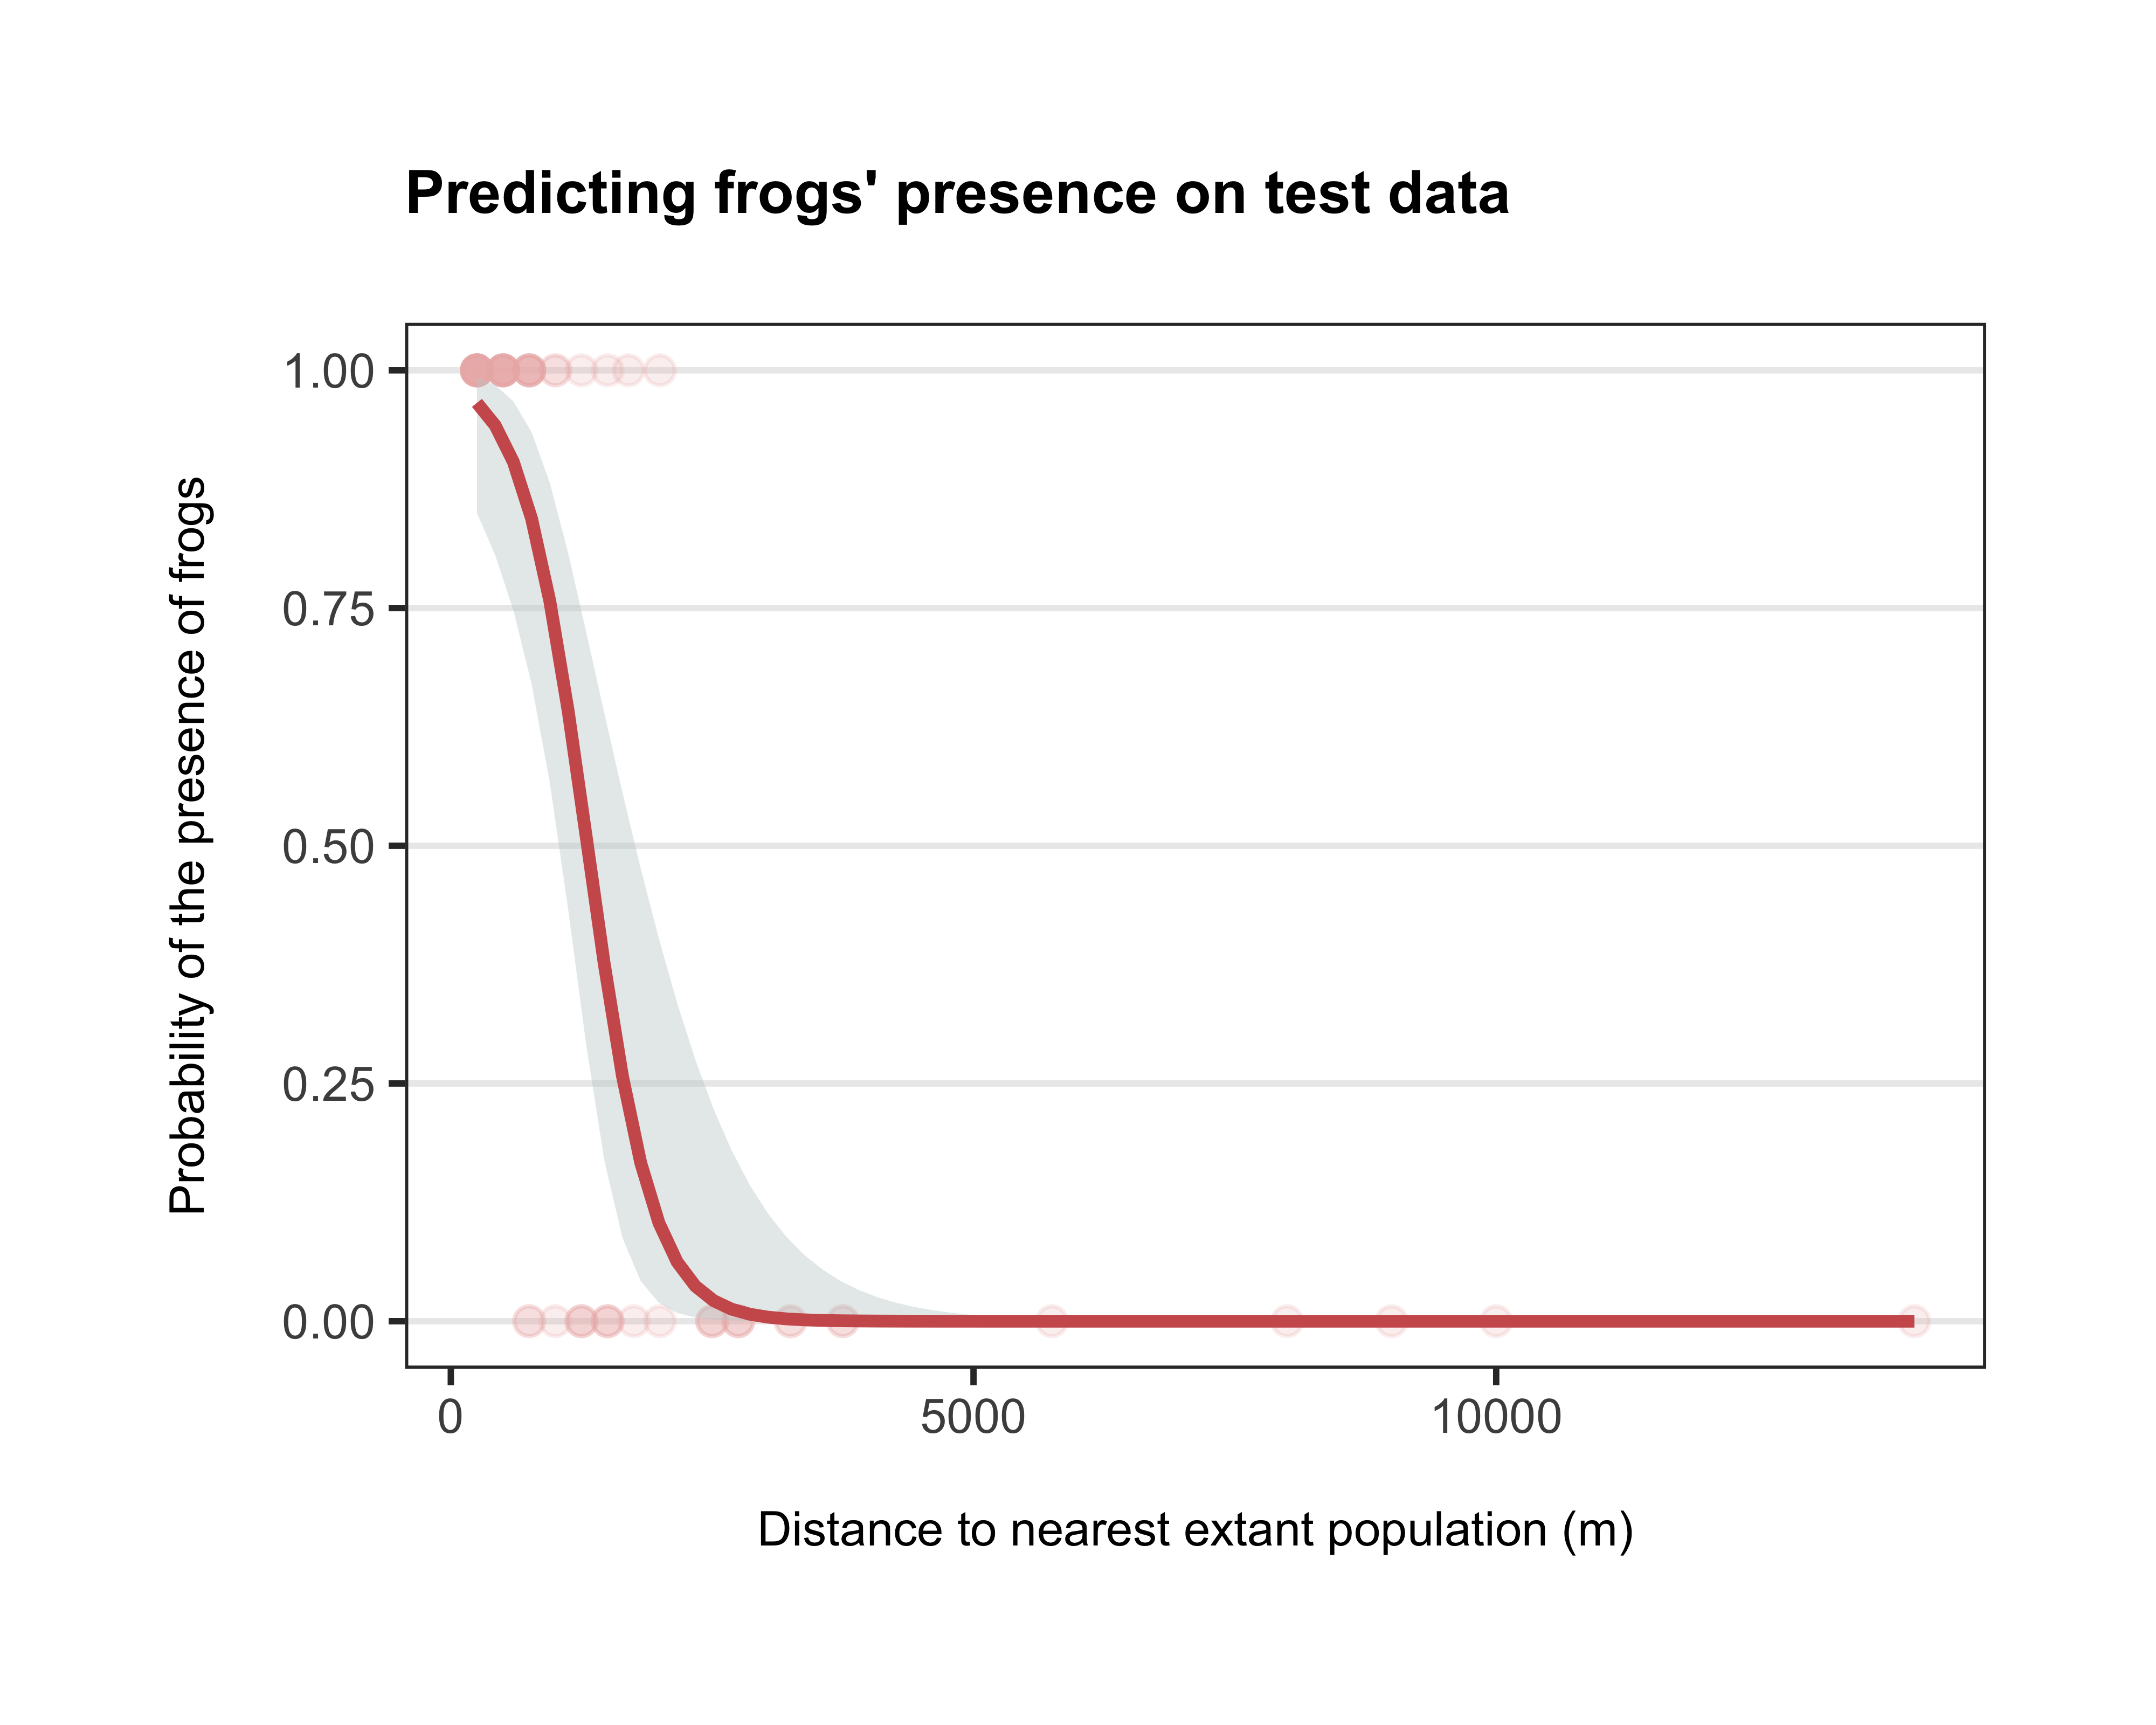 Predicting frogs' presence on test data
Probability of the presence of frogs
1.00
0.75
0.50
0.25
0.00
0
5000
10000
Distance to nearest extant population (m)